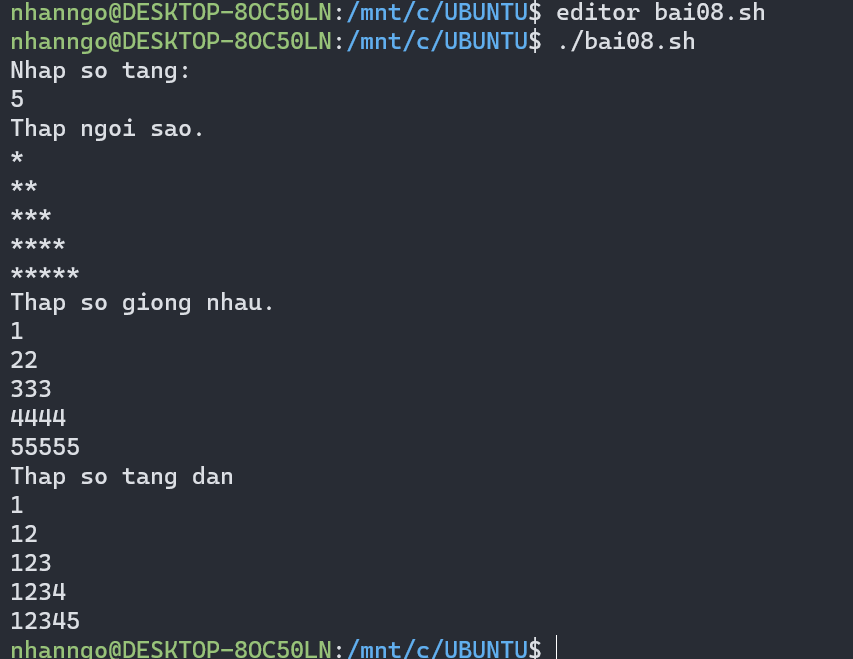 nhanngo@DESKTOP-8OC50LN:/mnt/c/UBUNTU$ editor bai08.sh
nhanngo@DESKTOP-8OC50LN:/mnt/c/UBUNTU$ ./bai08.sh
Nhap so tang:
5
Thap ngoi sao.
*
**
***
****
*****
Thap so giong nhau.
1
22
333
4444
55555
Thap so tang dan
1
12
123
1234
12345
nhanngo@DESKTOP-8OC50LN:/mnt/c/UBUNTU$